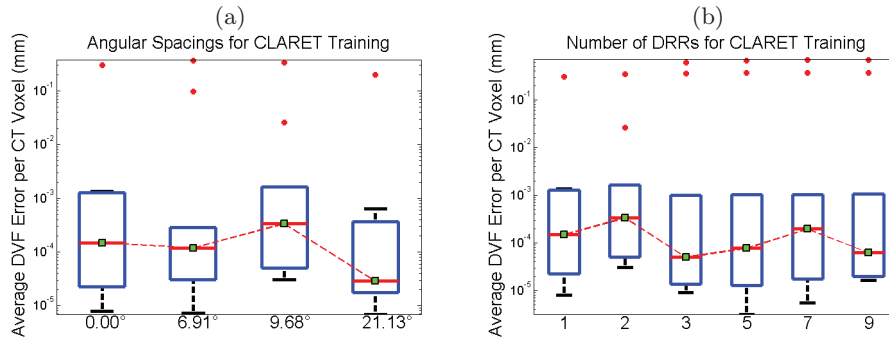 (a)
Angular Spacings for CLARET Training
Average DVF Error per CT Voxel (mm)
10^-1
10^-2
10^-3
10^-4
10^-5
0.00° 6.91° 9.68° 21.13°
(b)
Number of DRRs for CLARET Training
Average DVF Error per CT Voxel (mm)
10^-1
10^-2
10^-3
10^-4
10^-5
1 2 3 5 7 9